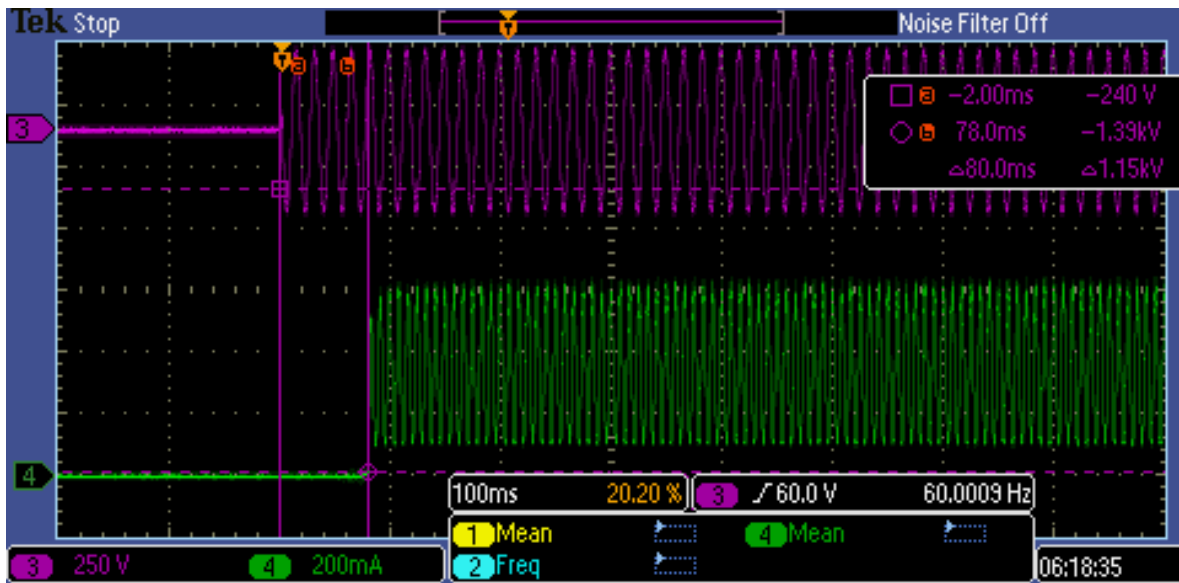 Tek Stop Noise Filter Off
T
T a b
a −2.00ms −240 V
b 78.0ms −1.39kV
△80.0ms △1.15kV
3
4
100ms 20.20 % 3 60.0 V 60.0009 Hz
1 Mean 4 Mean
2 Freq
3 250 V 4 200mA 06:18:35